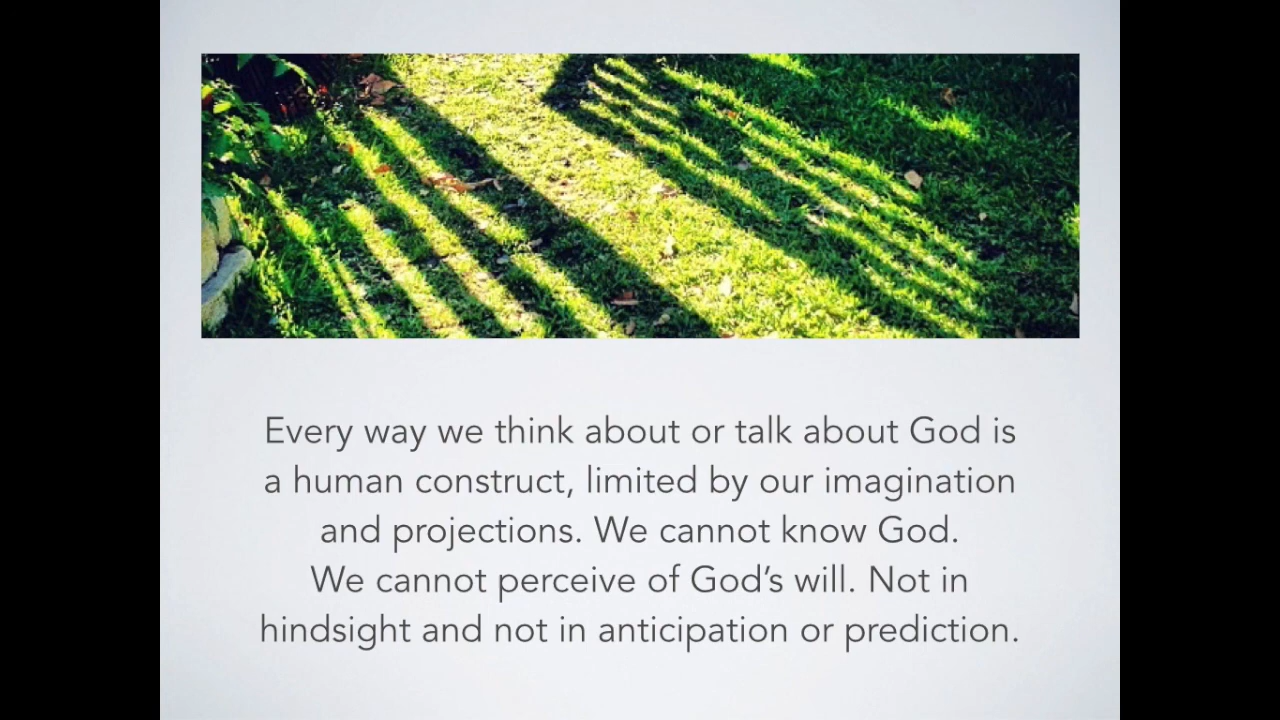 Every way we think about or talk about God is
a human construct, limited by our imagination
and projections. We cannot know God.
We cannot perceive of God’s will. Not in
hindsight and not in anticipation or prediction.